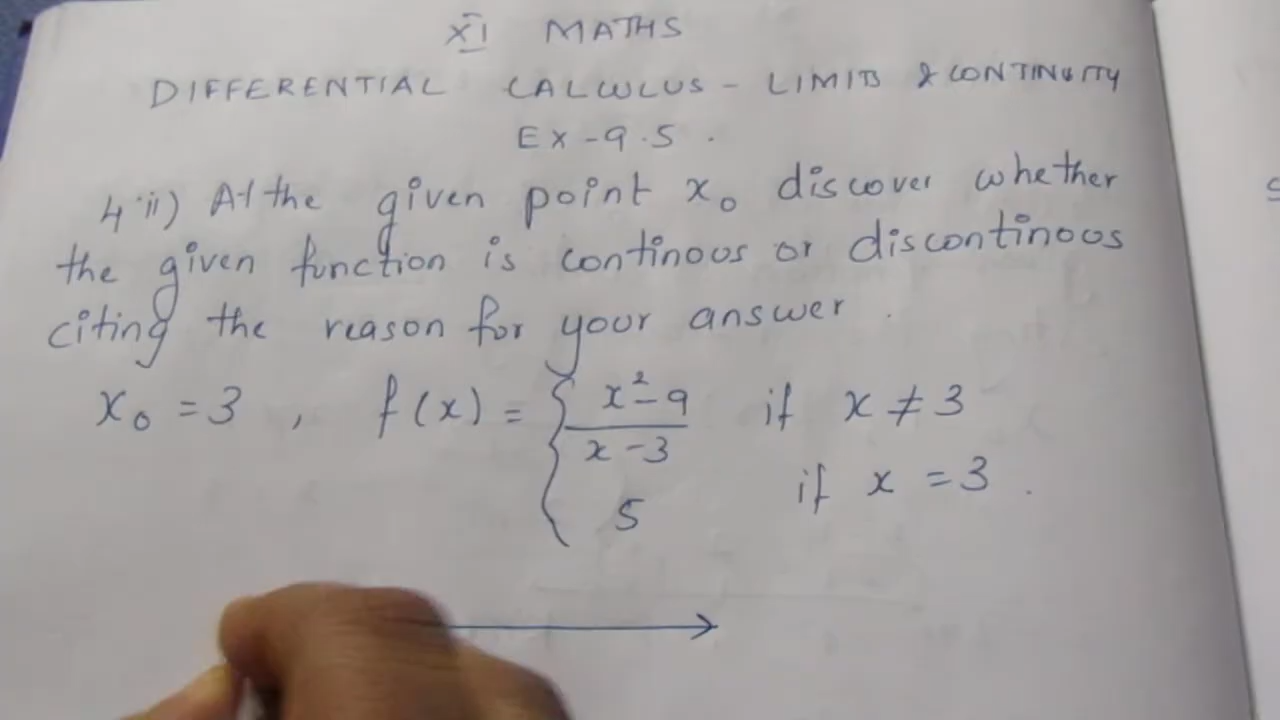 XI MATHS
DIFFERENTIAL CALCULUS - LIMITS & CONTINUITY
EX-9.5.
4 ii) At the given point x₀ discover whether
the given function is continous or discontinoos
citing the reason for your answer.
x₀ = 3 , f(x) = { x²-9 if x ≠ 3
x-3
5 if x = 3.